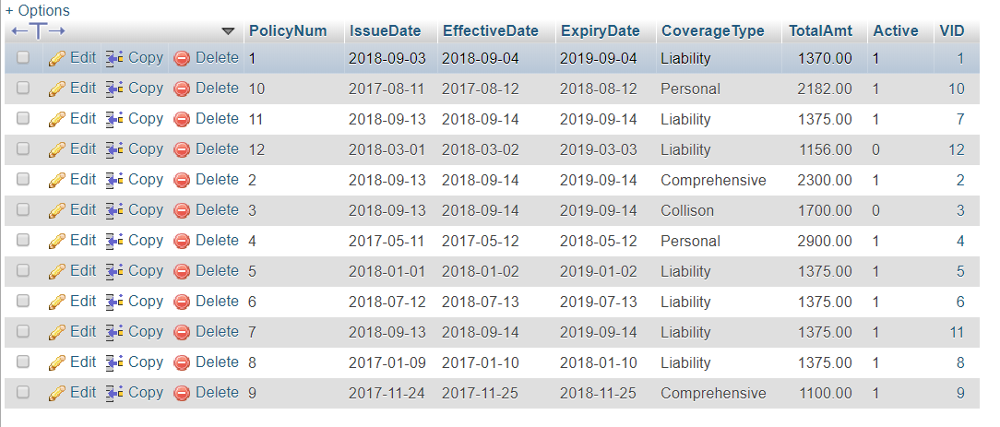 + Options
←T→ PolicyNum IssueDate EffectiveDate ExpiryDate CoverageType TotalAmt Active VID
Edit Copy Delete 1 2018-09-03 2018-09-04 2019-09-04 Liability 1370.00 1 1
Edit Copy Delete 10 2017-08-11 2017-08-12 2018-08-12 Personal 2182.00 1 10
Edit Copy Delete 11 2018-09-13 2018-09-14 2019-09-14 Liability 1375.00 1 7
Edit Copy Delete 12 2018-03-01 2018-03-02 2019-03-03 Liability 1156.00 0 12
Edit Copy Delete 2 2018-09-13 2018-09-14 2019-09-14 Comprehensive 2300.00 1 2
Edit Copy Delete 3 2018-09-13 2018-09-14 2019-09-14 Collison 1700.00 0 3
Edit Copy Delete 4 2017-05-11 2017-05-12 2018-05-12 Personal 2900.00 1 4
Edit Copy Delete 5 2018-01-01 2018-01-02 2019-01-02 Liability 1375.00 1 5
Edit Copy Delete 6 2018-07-12 2018-07-13 2019-07-13 Liability 1375.00 1 6
Edit Copy Delete 7 2018-09-13 2018-09-14 2019-09-14 Liability 1375.00 1 11
Edit Copy Delete 8 2017-01-09 2017-01-10 2018-01-10 Liability 1375.00 1 8
Edit Copy Delete 9 2017-11-24 2017-11-25 2018-11-25 Comprehensive 1100.00 1 9